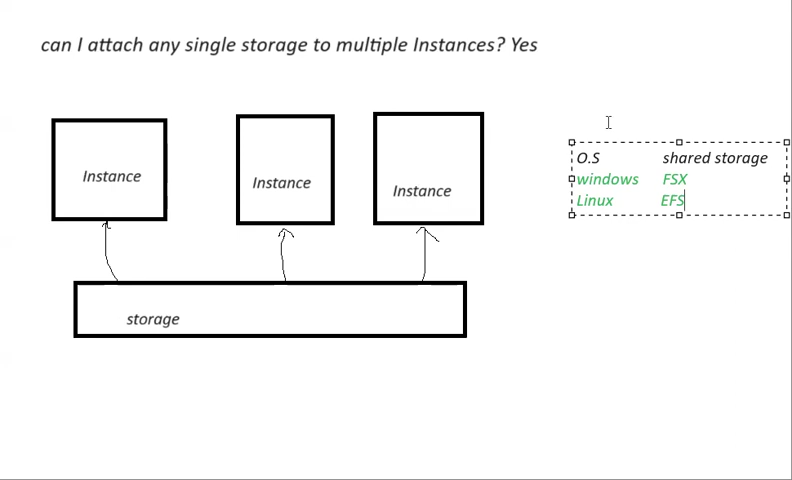 can I attach any single storage to multiple Instances? Yes
Instance
Instance
Instance
storage
O.S shared storage
windows FSX
Linux EFS